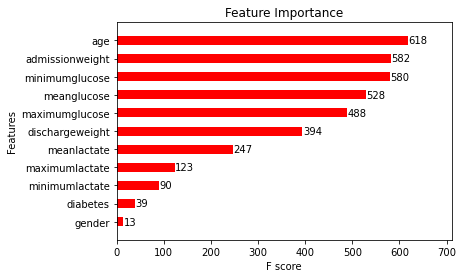 Feature Importance
Features
age 618
admissionweight 582
minimumglucose 580
meanglucose 528
maximumglucose 488
dischargeweight 394
meanlactate 247
maximumlactate 123
minimumlactate 90
diabetes 39
gender 13
0 100 200 300 400 500 600 700
F score